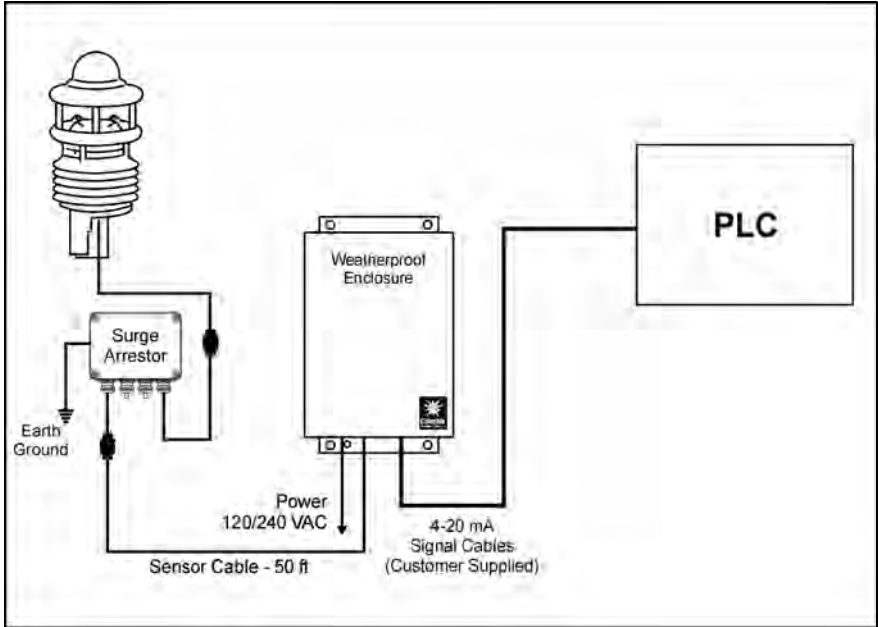 Weatherproof
Enclosure
PLC
Surge
Arrestor
Earth
Ground
Power
120/240 VAC
4-20 mA
Signal Cables
(Customer Supplied)
Sensor Cable - 50 ft